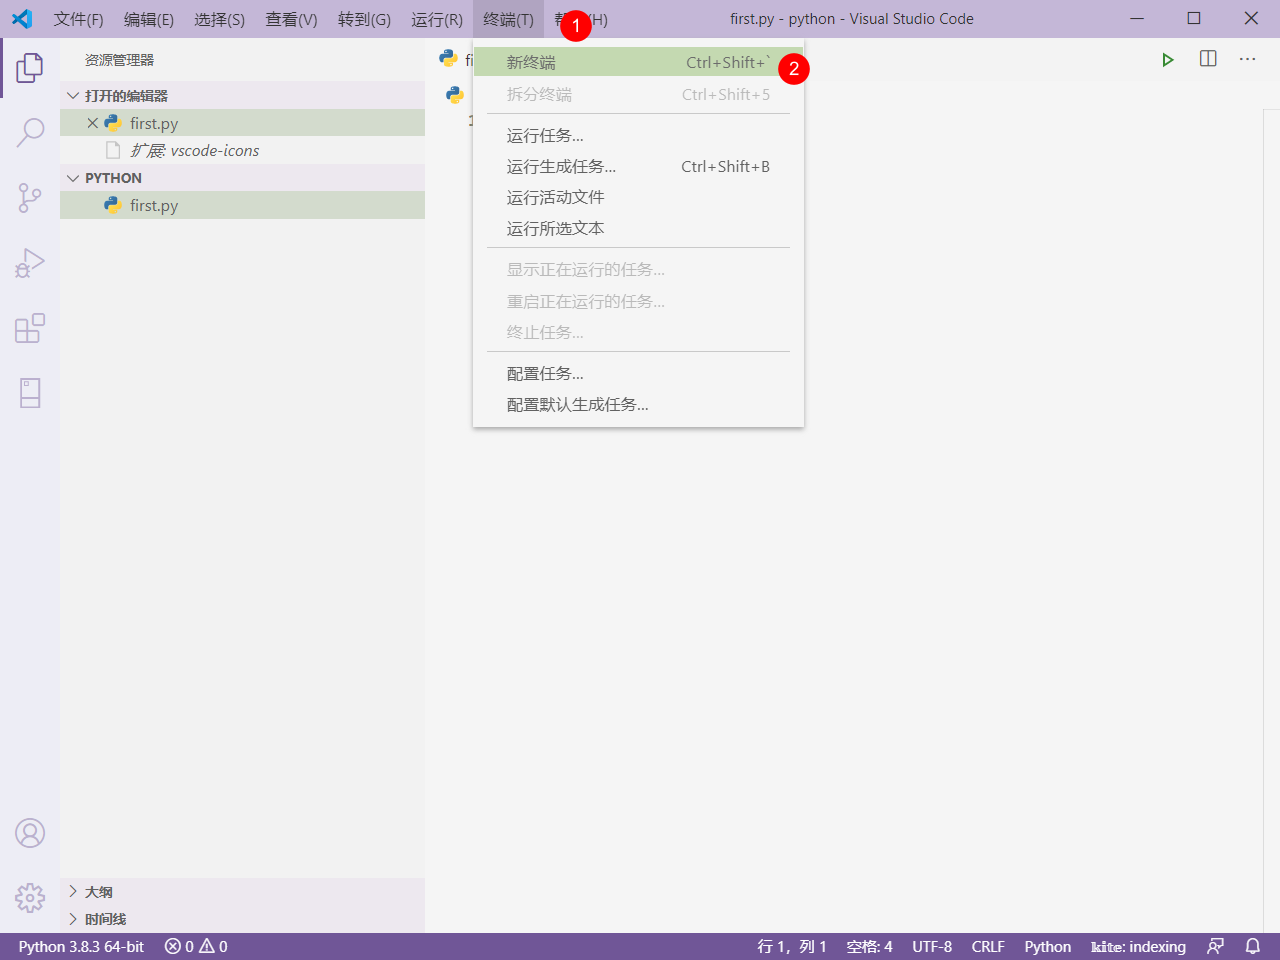 文件(F) 编辑(E) 选择(S) 查看(V) 转到(G) 运行(R) 终端(T) (H) first.py - python - Visual Studio Code
1
资源管理器
新终端 Ctrl+Shift+`
2
拆分终端 Ctrl+Shift+5
打开的编辑器
first.py
扩展: vscode-icons
PYTHON
first.py
运行任务...
运行生成任务... Ctrl+Shift+B
运行活动文件
运行所选文本
显示正在运行的任务...
重启正在运行的任务...
终止任务...
配置任务...
配置默认生成任务...
大纲
时间线
Python 3.8.3 64-bit 0 0 行 1，列 1 空格: 4 UTF-8 CRLF Python kite: indexing